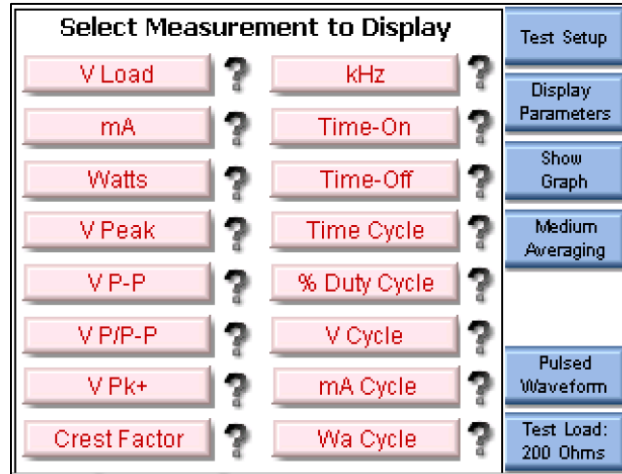 Select Measurement to Display
V Load ?
mA ?
Watts ?
V Peak ?
V P-P ?
V P/P-P ?
V Pk+ ?
Crest Factor ?
kHz ?
Time-On ?
Time-Off ?
Time Cycle ?
% Duty Cycle ?
V Cycle ?
mA Cycle ?
Wa Cycle ?
Test Setup
Display
Parameters
Show
Graph
Medium
Averaging
Pulsed
Waveform
Test Load:
200 Ohms